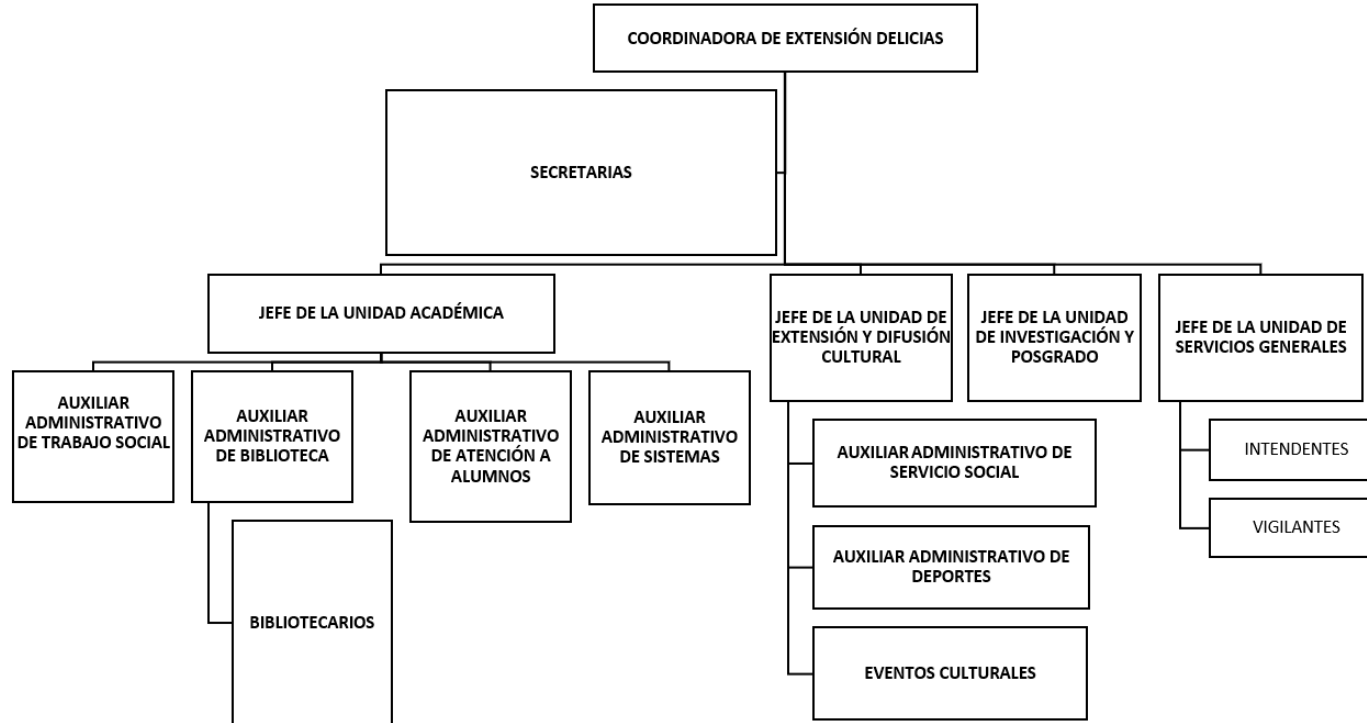 COORDINADORA DE EXTENSIÓN DELICIAS
SECRETARIAS
JEFE DE LA UNIDAD ACADÉMICA
JEFE DE LA UNIDAD DE
EXTENSIÓN Y DIFUSIÓN
CULTURAL
JEFE DE LA UNIDAD
DE INVESTIGACIÓN Y
POSGRADO
JEFE DE LA UNIDAD DE
SERVICIOS GENERALES
AUXILIAR
ADMINISTRATIVO
DE TRABAJO SOCIAL
AUXILIAR
ADMINISTRATIVO
DE BIBLIOTECA
AUXILIAR
ADMINISTRATIVO
DE ATENCIÓN A
ALUMNOS
AUXILIAR
ADMINISTRATIVO
DE SISTEMAS
BIBLIOTECARIOS
AUXILIAR ADMINISTRATIVO DE
SERVICIO SOCIAL
AUXILIAR ADMINISTRATIVO DE
DEPORTES
EVENTOS CULTURALES
INTENDENTES
VIGILANTES